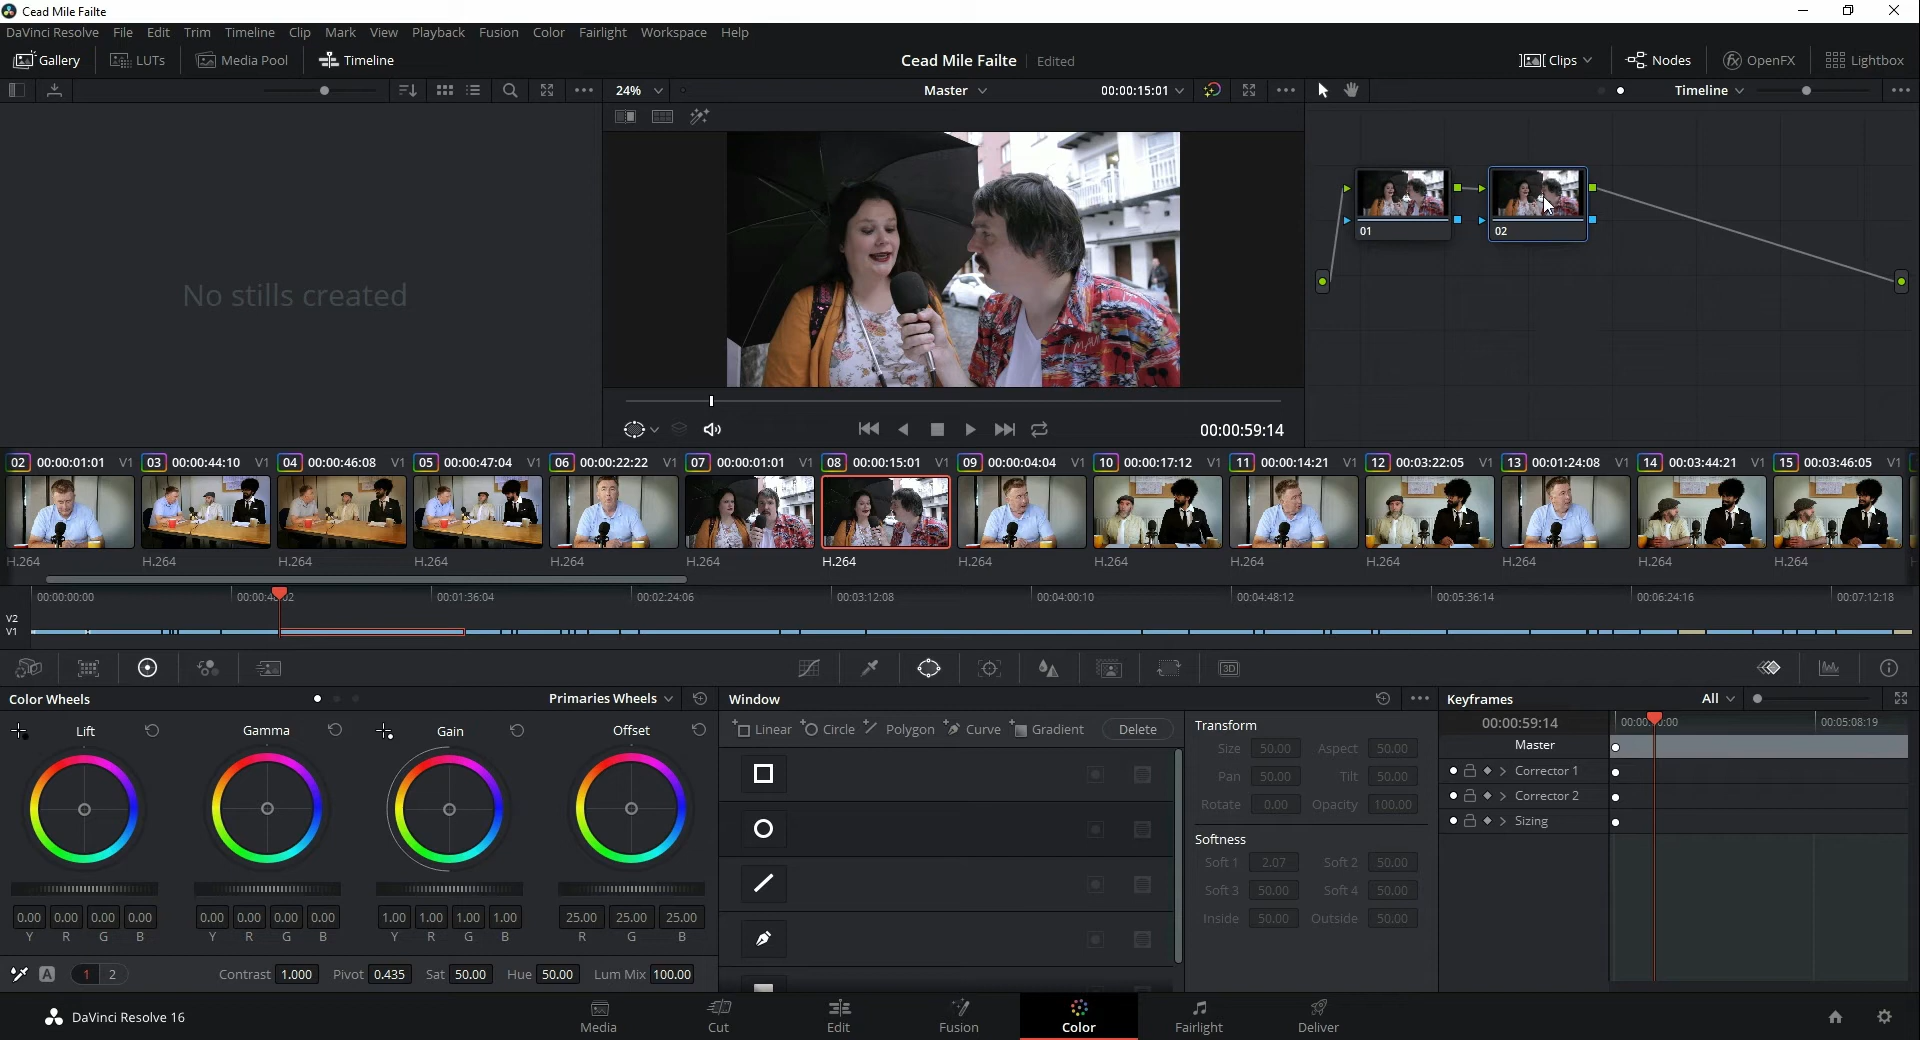 Cead Mile Failte
DaVinci Resolve File Edit Trim Timeline Clip Mark View Playback Fusion Color Fairlight Workspace Help
Gallery LUTs Media Pool Timeline Cead Mile Failte Edited Clips Nodes OpenFX Lightbox
24% Master 00:00:15:01 Timeline
No stills created
01 02
00:00:59:14
02 00:00:01:01 V1 03 00:00:44:10 V1 04 00:00:46:08 V1 05 00:00:47:04 V1 06 00:00:22:22 V1 07 00:00:01:01 V1 08 00:00:15:01 V1 09 00:00:04:04 V1 10 00:00:17:12 V1 11 00:00:14:21 V1 12 00:03:22:05 V1 13 00:01:24:08 V1 14 00:03:44:21 V1 15 00:03:46:05 V1
H.264 H.264 H.264 H.264 H.264 H.264 H.264 H.264 H.264 H.264 H.264 H.264 H.264 H.264
00:00:00:00 00:01:36:04 00:02:24:06 00:03:12:08 00:04:00:10 00:04:48:12 00:05:36:14 00:06:24:16 00:07:12:18
V2
V1
3D
Color Wheels Primaries Wheels Window Keyframes All
Lift Gamma Gain Offset Linear Circle Polygon Curve Gradient Delete Transform 00:00:59:14 00:05:08:19
Size 50.00 Aspect 50.00 Master
Pan 50.00 Tilt 50.00 Corrector 1
Rotate 0.00 Opacity 100.00 Corrector 2
Sizing
Softness
Soft 1 2.07 Soft 2 50.00
Soft 3 50.00 Soft 4 50.00
0.00 0.00 0.00 0.00 0.00 0.00 0.00 0.00 1.00 1.00 1.00 1.00 25.00 25.00 25.00 Inside 50.00 Outside 50.00
Y R G B Y R G B Y R G B R G B
A 1 2 Contrast 1.000 Pivot 0.435 Sat 50.00 Hue 50.00 Lum Mix 100.00
DaVinci Resolve 16 Media Cut Edit Fusion Color Fairlight Deliver